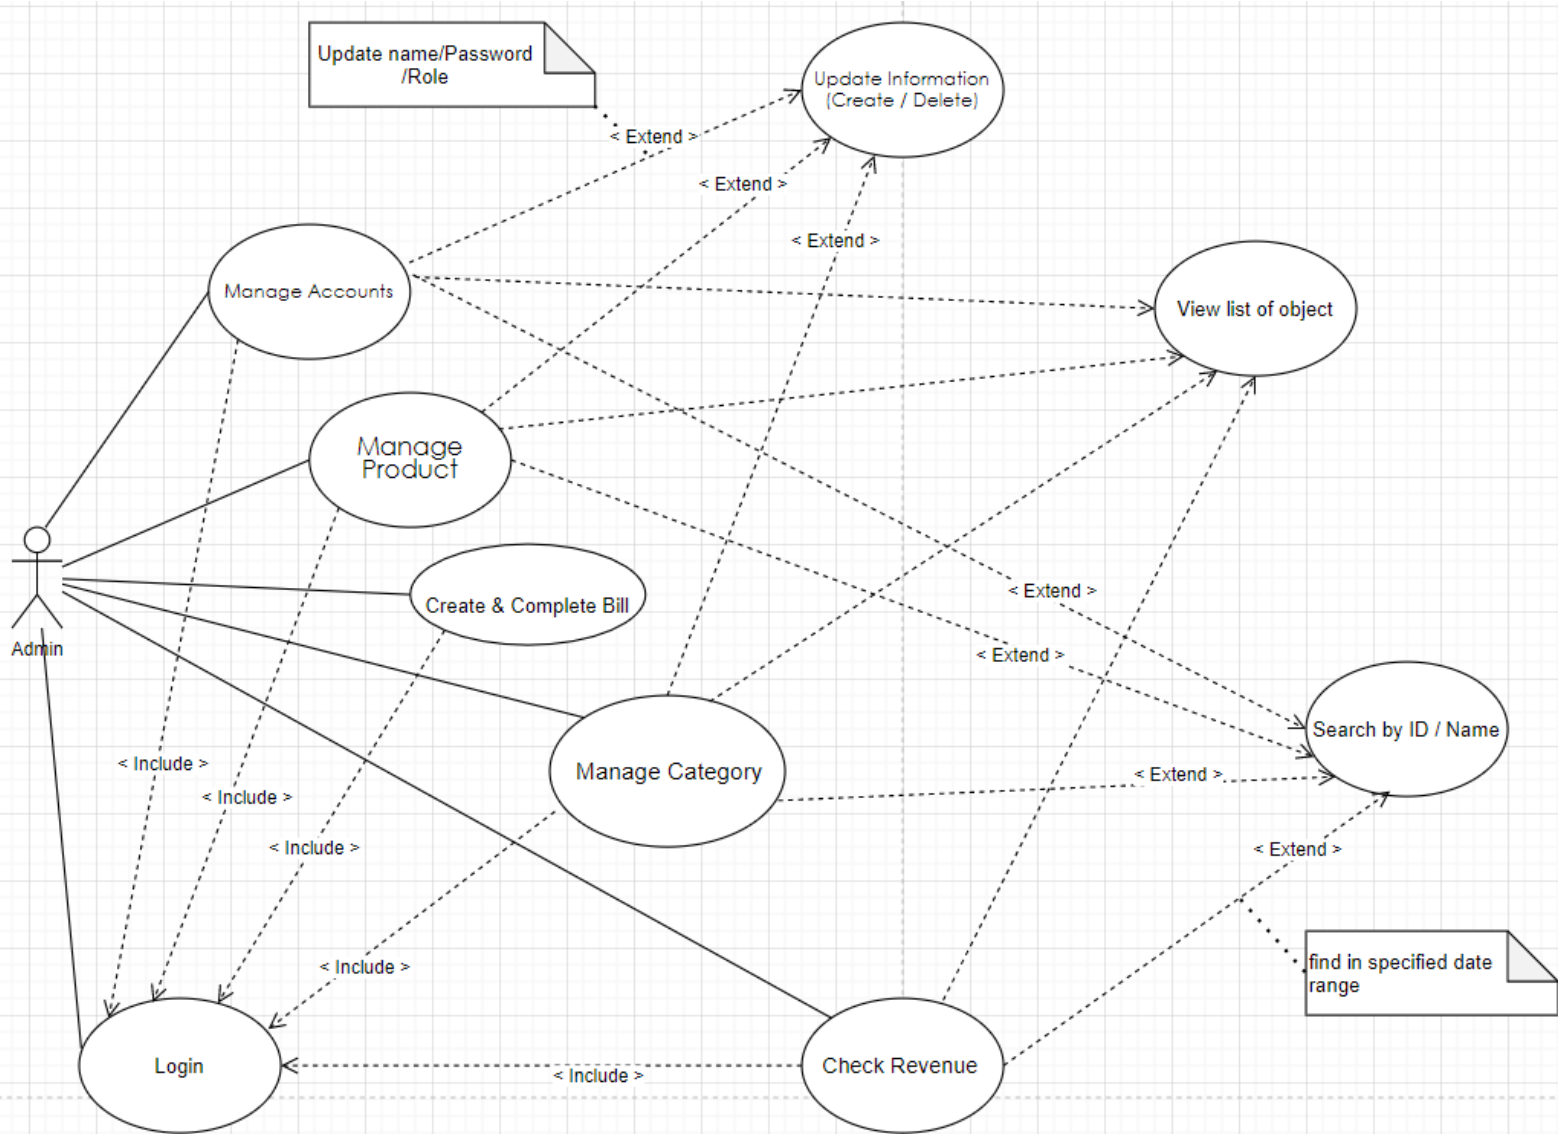 Update name/Password
/Role
Update Information
(Create / Delete)
< Extend >
< Extend >
< Extend >
Manage Accounts
View list of object
Manage
Product
< Extend >
Create & Complete Bill
Admin
< Extend >
Search by ID / Name
< Include >
Manage Category
< Extend >
< Include >
< Include >
< Extend >
< Include >
find in specified date
range
Login
Check Revenue
< Include >